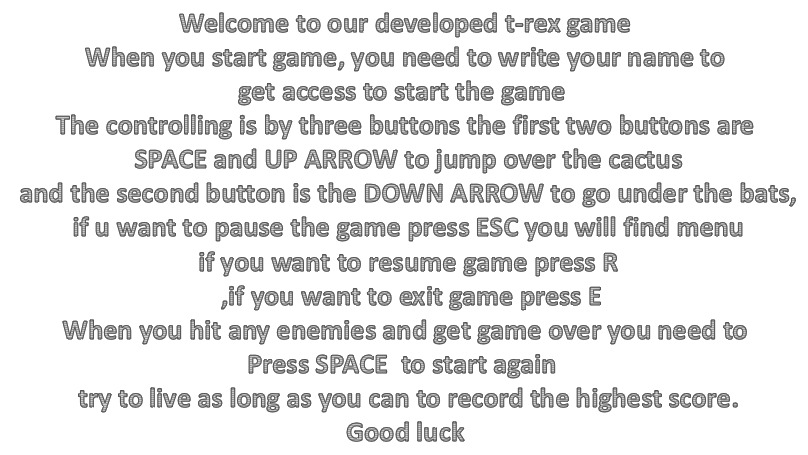 Welcome to our developed t-rex game
When you start game, you need to write your name to
get access to start the game
The controlling is by three buttons the first two buttons are
SPACE and UP ARROW to jump over the cactus
and the second button is the DOWN ARROW to go under the bats,
if u want to pause the game press ESC you will find menu
if you want to resume game press R
,if you want to exit game press E
When you hit any enemies and get game over you need to
Press SPACE  to start again
try to live as long as you can to record the highest score.
Good luck